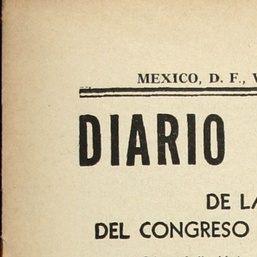 MEXICO, D. F.,
DIARIO
DE LA
DEL CONGRESO